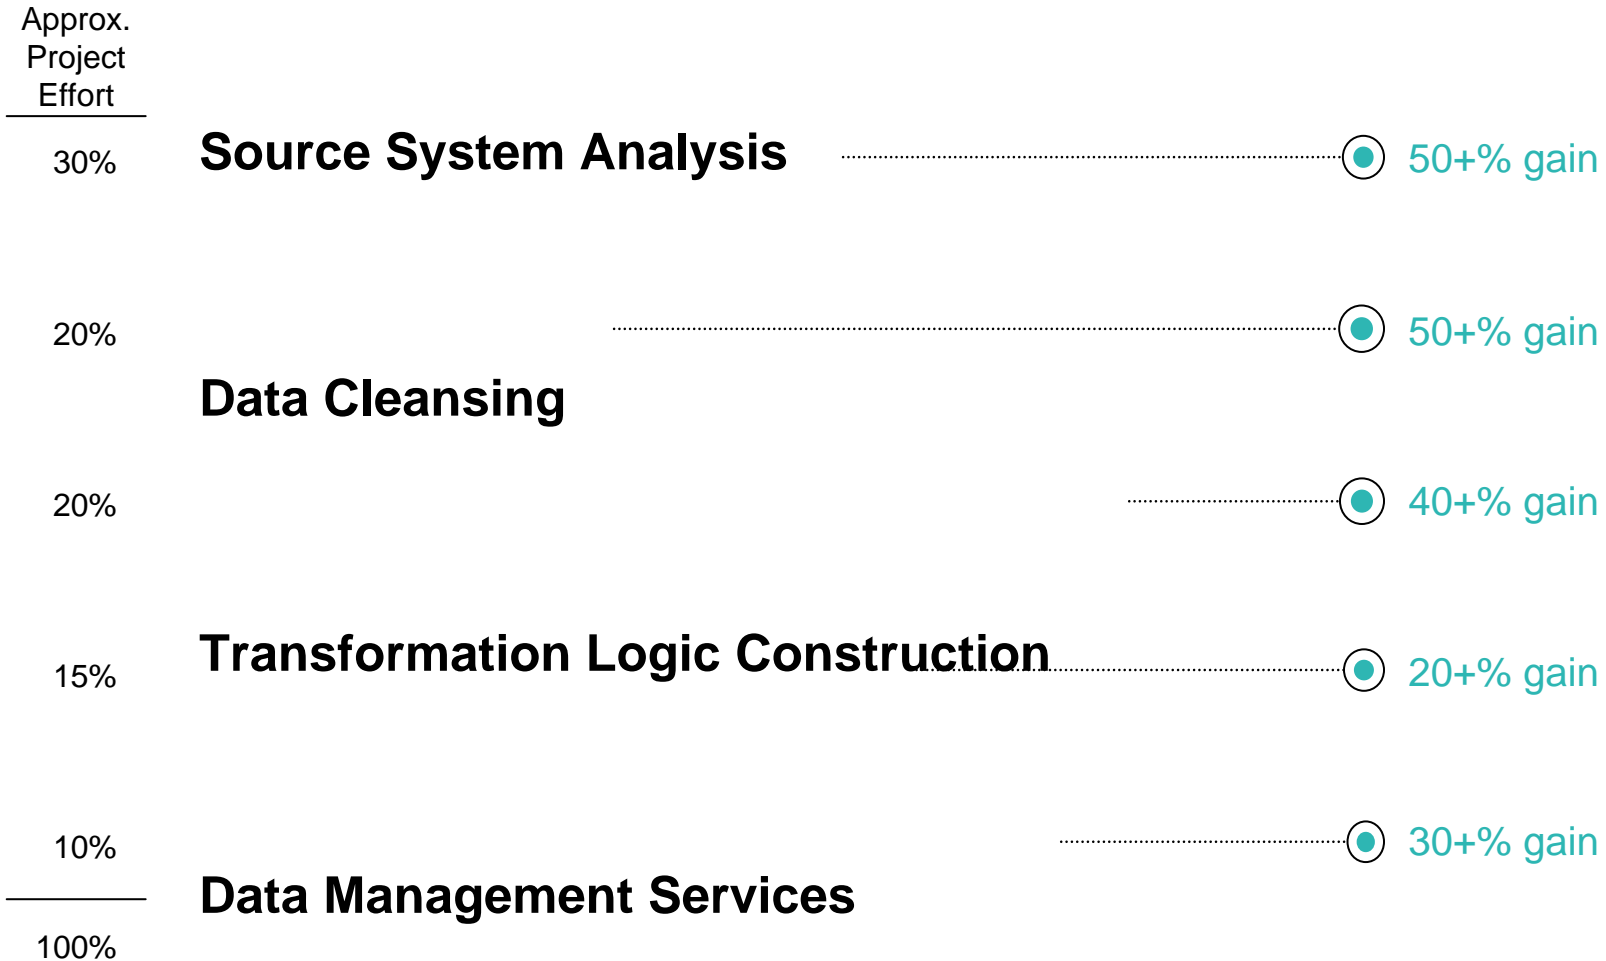 Approx.
Project
Effort
30%
Source System Analysis
50+% gain
20%
50+% gain
Data Cleansing
20%
40+% gain
Transformation Logic Construction
15%
20+% gain
10%
30+% gain
Data Management Services
100%